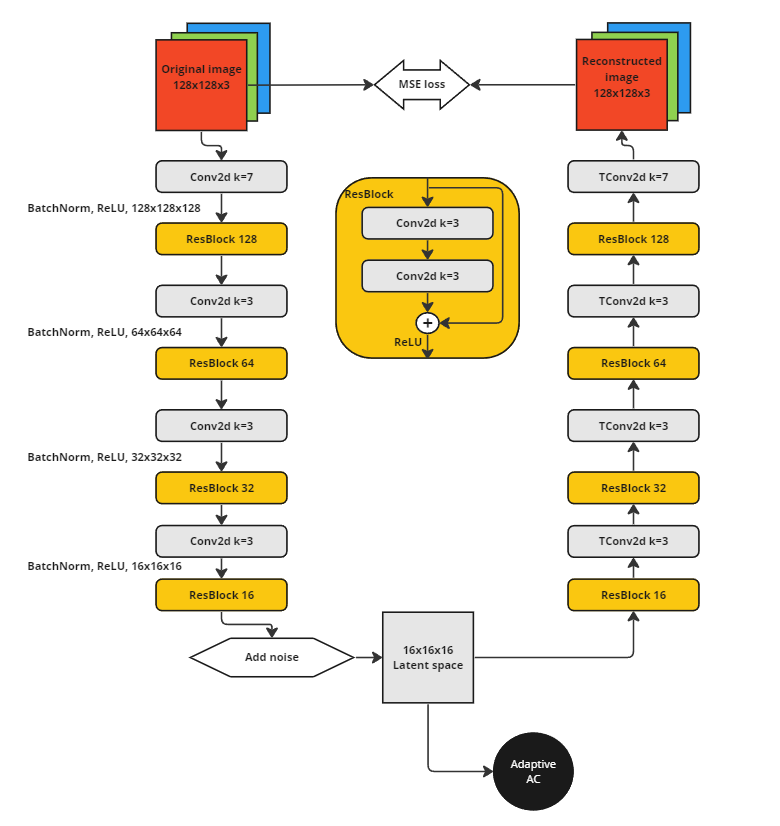 Original image
128x128x3
MSE loss
Reconstructed
image
128x128x3
Conv2d k=7
BatchNorm, ReLU, 128x128x128
ResBlock 128
Conv2d k=3
BatchNorm, ReLU, 64x64x64
ResBlock 64
Conv2d k=3
BatchNorm, ReLU, 32x32x32
ResBlock 32
Conv2d k=3
BatchNorm, ReLU, 16x16x16
ResBlock 16
Add noise
ResBlock
Conv2d k=3
Conv2d k=3
+
ReLU
16x16x16
Latent space
Adaptive
AC
TConv2d k=7
ResBlock 128
TConv2d k=3
ResBlock 64
TConv2d k=3
ResBlock 32
TConv2d k=3
ResBlock 16